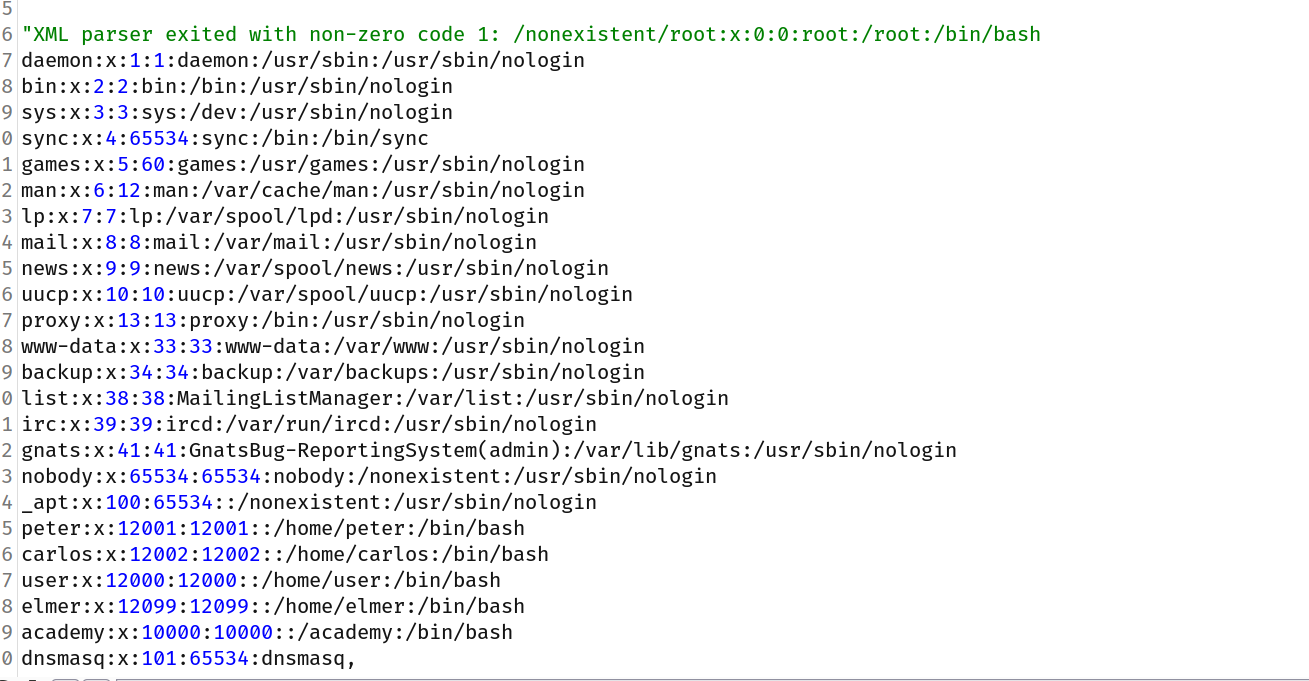 5
6 "XML parser exited with non-zero code 1: /nonexistent/root:x:0:0:root:/root:/bin/bash
7 daemon:x:1:1:daemon:/usr/sbin:/usr/sbin/nologin
8 bin:x:2:2:bin:/bin:/usr/sbin/nologin
9 sys:x:3:3:sys:/dev:/usr/sbin/nologin
0 sync:x:4:65534:sync:/bin:/bin/sync
1 games:x:5:60:games:/usr/games:/usr/sbin/nologin
2 man:x:6:12:man:/var/cache/man:/usr/sbin/nologin
3 lp:x:7:7:lp:/var/spool/lpd:/usr/sbin/nologin
4 mail:x:8:8:mail:/var/mail:/usr/sbin/nologin
5 news:x:9:9:news:/var/spool/news:/usr/sbin/nologin
6 uucp:x:10:10:uucp:/var/spool/uucp:/usr/sbin/nologin
7 proxy:x:13:13:proxy:/bin:/usr/sbin/nologin
8 www-data:x:33:33:www-data:/var/www:/usr/sbin/nologin
9 backup:x:34:34:backup:/var/backups:/usr/sbin/nologin
0 list:x:38:38:MailingListManager:/var/list:/usr/sbin/nologin
1 irc:x:39:39:ircd:/var/run/ircd:/usr/sbin/nologin
2 gnats:x:41:41:GnatsBug-ReportingSystem(admin):/var/lib/gnats:/usr/sbin/nologin
3 nobody:x:65534:65534:nobody:/nonexistent:/usr/sbin/nologin
4 _apt:x:100:65534::/nonexistent:/usr/sbin/nologin
5 peter:x:12001:12001::/home/peter:/bin/bash
6 carlos:x:12002:12002::/home/carlos:/bin/bash
7 user:x:12000:12000::/home/user:/bin/bash
8 elmer:x:12099:12099::/home/elmer:/bin/bash
9 academy:x:10000:10000::/academy:/bin/bash
0 dnsmasq:x:101:65534:dnsmasq,